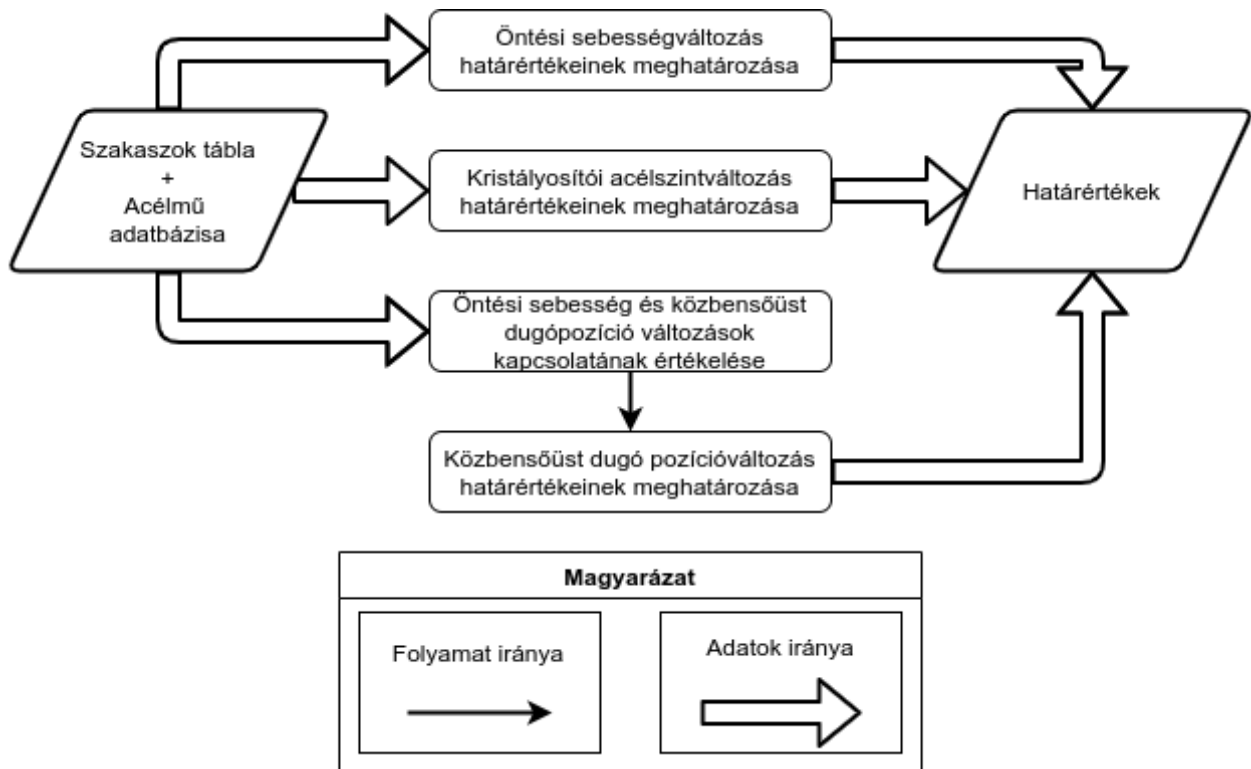 Öntési sebességváltozás
határértékeinek meghatározása
Szakaszok tábla
+
Acélmű
adatbázisa
Kristályosítói acélszintváltozás
határértékeinek meghatározása
Határértékek
Öntési sebesség és közbensőüst
dugópozíció változások
kapcsolatának értékelése
Közbensőüst dugó pozícióváltozás
határértékeinek meghatározása
Magyarázat
Folyamat iránya
Adatok iránya